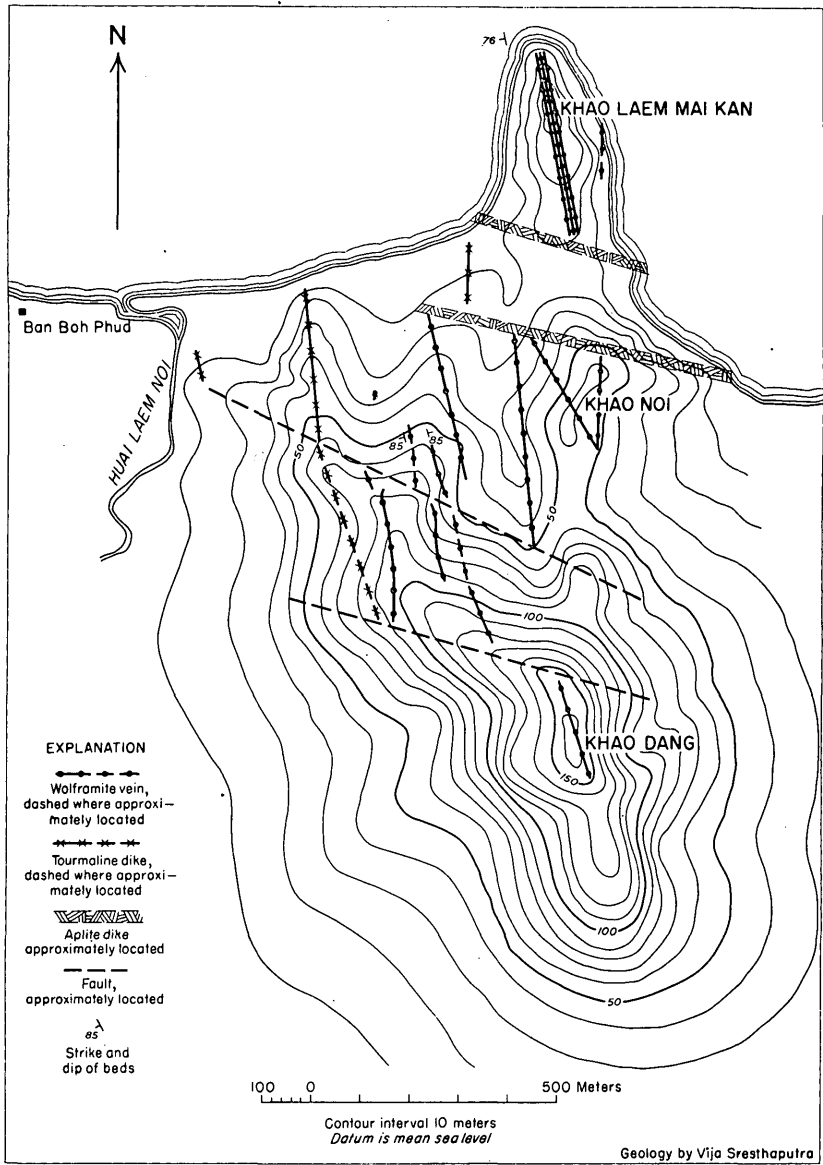 N
76
KHAO LAEM MAI KAN
Ban Boh Phud
HUAI LAEM NOI
KHAO NOI
85
85
50
50
100
KHAO DANG
150
100
50
EXPLANATION
Wolframite vein,
dashed where approxi-
mately located
Tourmaline dike,
dashed where approxi-
mately located
Aplite dike
approximately located
Fault,
approximately located
85
Strike and
dip of beds
100 0 500 Meters
Contour interval 10 meters
Datum is mean sea level
Geology by Vija Sresthaputra